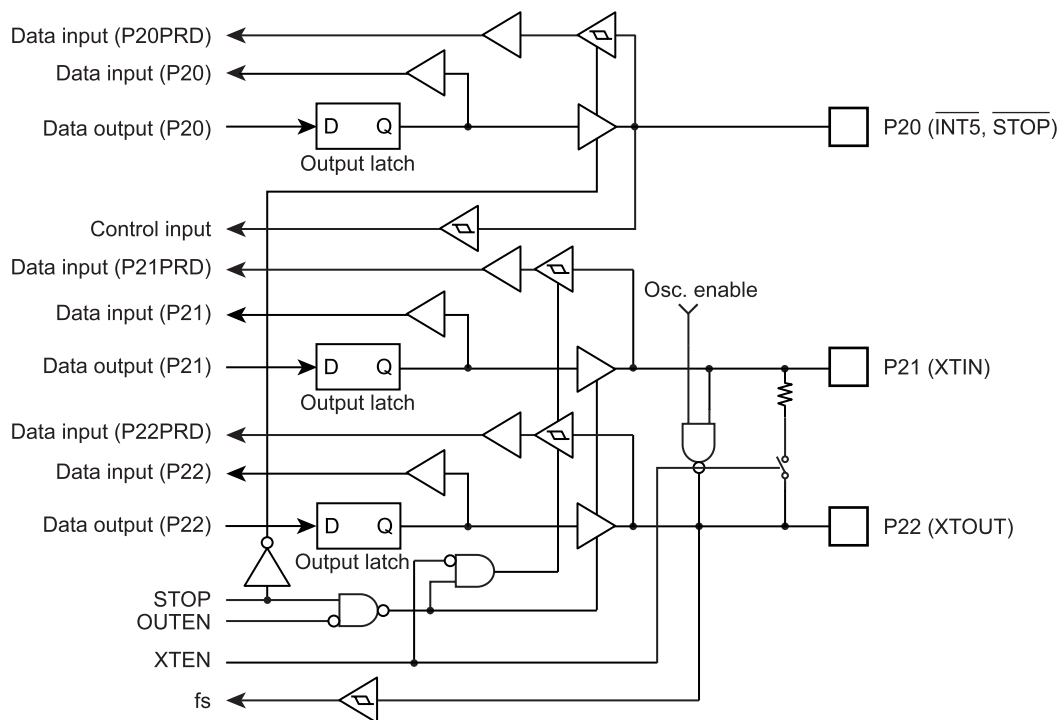 Data input (P20PRD)
Data input (P20)
Data output (P20)
D Q
Output latch
P20 (INT5, STOP)
Control input
Data input (P21PRD)
Osc. enable
Data input (P21)
Data output (P21)
D Q
Output latch
P21 (XTIN)
Data input (P22PRD)
Data input (P22)
Data output (P22)
D Q
Output latch
P22 (XTOUT)
STOP
OUTEN
XTEN
fs